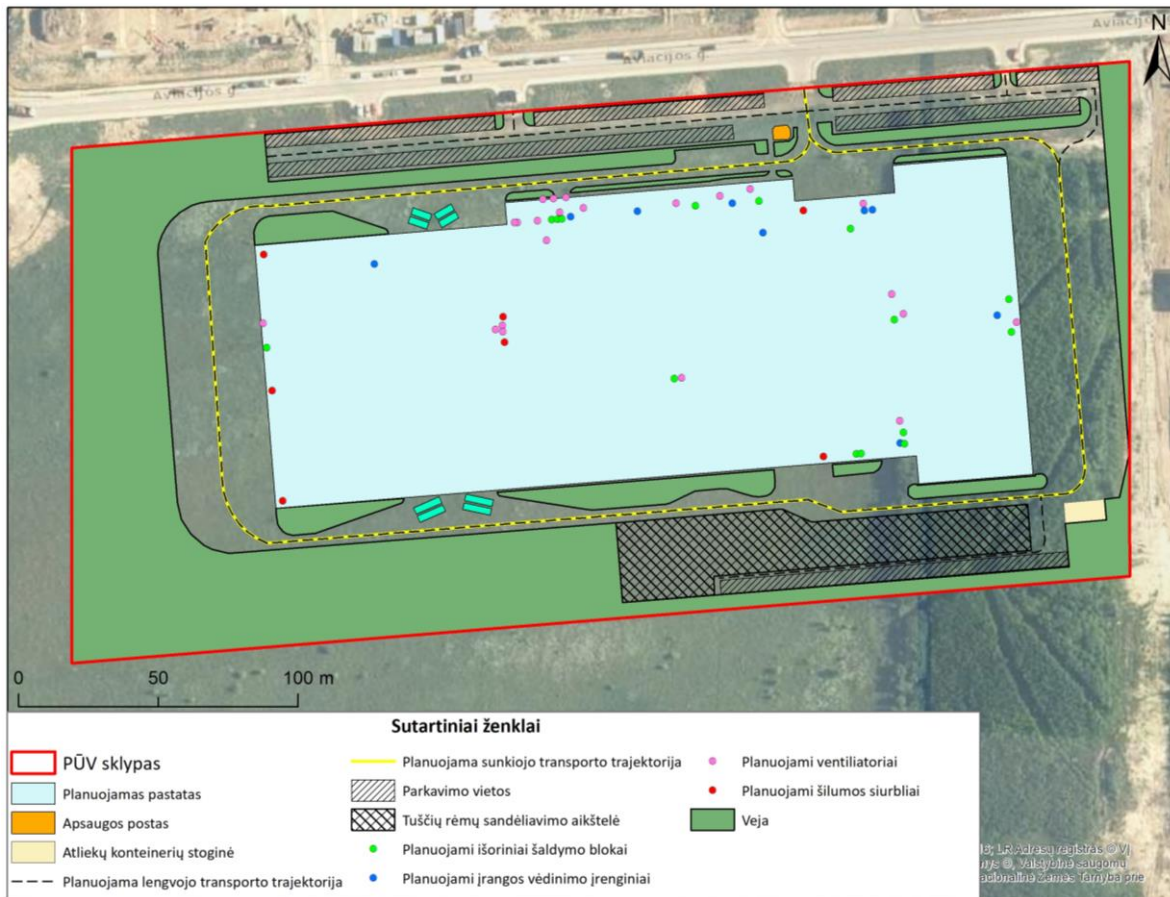 Aviacijos g.
Aviacijos g.
Aviacijos g.
N
0 50 100 m
Sutartiniai ženklai
PŪV sklypas
Planuojamas pastatas
Apsaugos postas
Atliekų konteinerių stoginė
Planuojama lengvojo transporto trajektorija
Planuojama sunkiojo transporto trajektorija
Parkavimo vietos
Tuščių rėmų sandėliavimo aikštelė
Planuojami išoriniai šaldymo blokai
Planuojami įrangos vėdinimo įrenginiai
Planuojami ventiliatoriai
Planuojami šilumos siurbliai
Veja
LR Adresų registras © VĮ
©, Valstybinė saugomų
Žemės Tarnyba prie